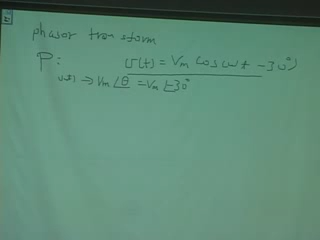 phasor transform
P: v(t) = Vm cos ωt -30°)
v(t) ⇒ Vm ∠θ = Vm ∠-30°